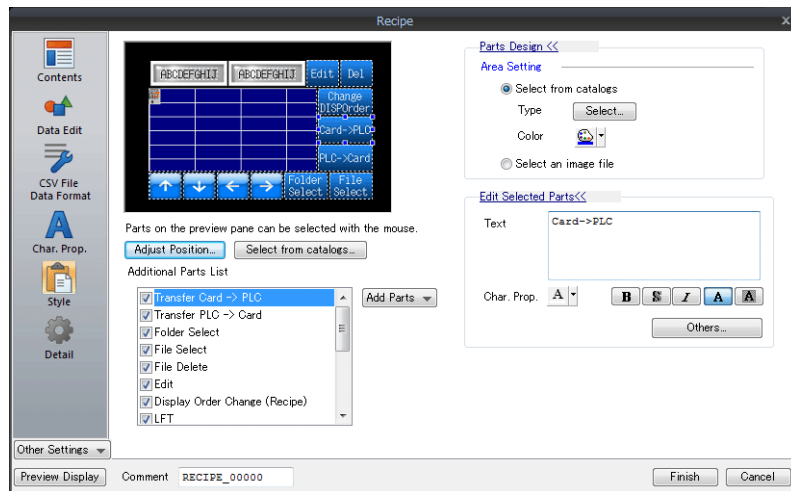 Recipe
x
Contents
Data Edit
CSV File
Data Format
Char. Prop.
Style
Detail
Other Settings
Preview Display
ABCDEFGHIJ ABCDEFGHIJ Edit Del
Change
DISPOrder
Card->PLC
PLC->Card
Folder
Select
File
Select
Parts on the preview pane can be selected with the mouse.
Adjust Position... Select from catalogs...
Additional Parts List
Transfer Card -> PLC
Transfer PLC -> Card
Folder Select
File Select
File Delete
Edit
Display Order Change (Recipe)
LFT
Add Parts
Parts Design <<
Area Setting
Select from catalogs
Type Select...
Color
Select an image file
Edit Selected Parts<<
Text Card->PLC
Char. Prop. A B S I A A
Others...
Comment RECIPE_00000
Finish Cancel